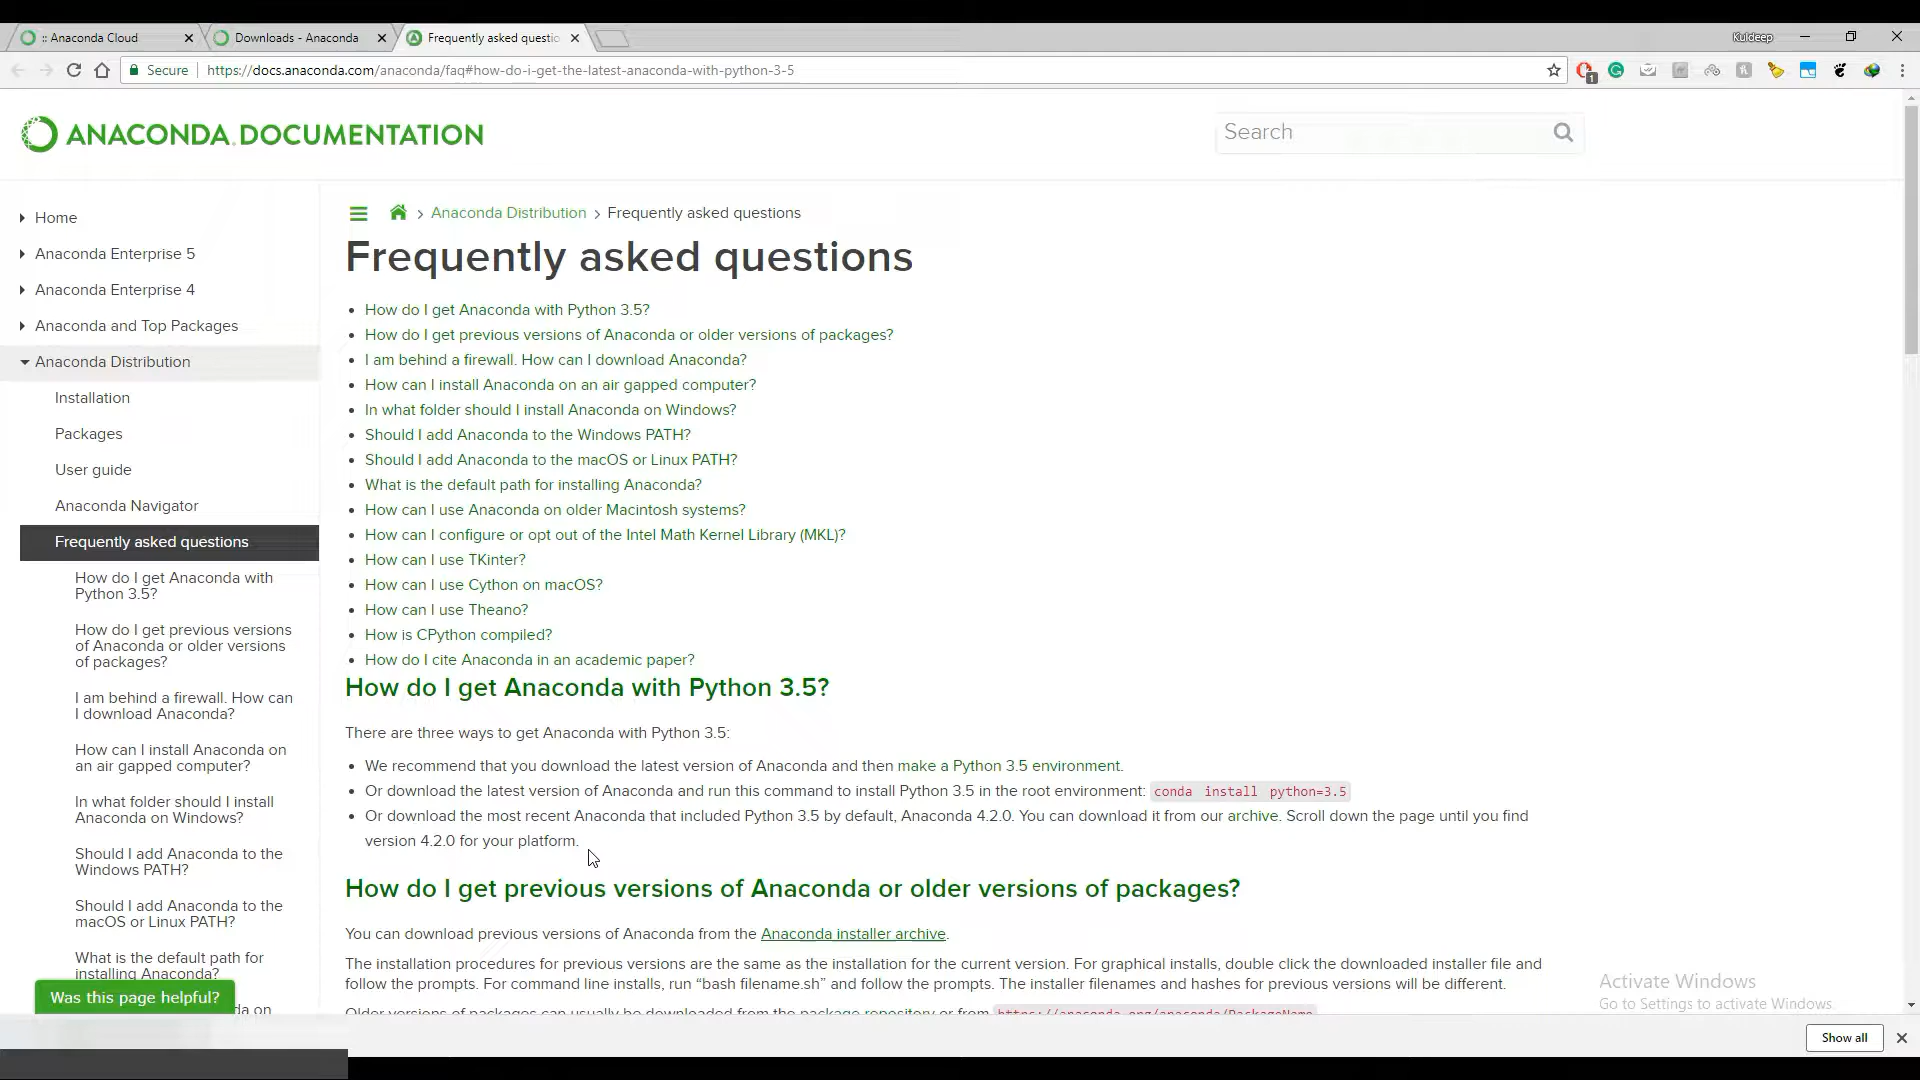 :: Anaconda Cloud
Downloads - Anaconda
Frequently asked questio
Kuldeep
Secure
https://docs.anaconda.com/anaconda/faq#how-do-i-get-the-latest-anaconda-with-python-3-5
1
ANACONDA.DOCUMENTATION
Search
Home
Anaconda Enterprise 5
Anaconda Enterprise 4
Anaconda and Top Packages
Anaconda Distribution
Installation
Packages
User guide
Anaconda Navigator
Frequently asked questions
How do I get Anaconda with
Python 3.5?
How do I get previous versions
of Anaconda or older versions
of packages?
I am behind a firewall. How can
I download Anaconda?
How can I install Anaconda on
an air gapped computer?
In what folder should I install
Anaconda on Windows?
Should I add Anaconda to the
Windows PATH?
Should I add Anaconda to the
macOS or Linux PATH?
What is the default path for
installing Anaconda?
da on
Was this page helpful?
Anaconda Distribution
Frequently asked questions
Frequently asked questions
How do I get Anaconda with Python 3.5?
How do I get previous versions of Anaconda or older versions of packages?
I am behind a firewall. How can I download Anaconda?
How can I install Anaconda on an air gapped computer?
In what folder should I install Anaconda on Windows?
Should I add Anaconda to the Windows PATH?
Should I add Anaconda to the macOS or Linux PATH?
What is the default path for installing Anaconda?
How can I use Anaconda on older Macintosh systems?
How can I configure or opt out of the Intel Math Kernel Library (MKL)?
How can I use TKinter?
How can I use Cython on macOS?
How can I use Theano?
How is CPython compiled?
How do I cite Anaconda in an academic paper?
How do I get Anaconda with Python 3.5?
There are three ways to get Anaconda with Python 3.5:
We recommend that you download the latest version of Anaconda and then make a Python 3.5 environment.
Or download the latest version of Anaconda and run this command to install Python 3.5 in the root environment: conda install python=3.5
Or download the most recent Anaconda that included Python 3.5 by default, Anaconda 4.2.0. You can download it from our archive. Scroll down the page until you find
version 4.2.0 for your platform.
How do I get previous versions of Anaconda or older versions of packages?
You can download previous versions of Anaconda from the Anaconda installer archive.
The installation procedures for previous versions are the same as the installation for the current version. For graphical installs, double click the downloaded installer file and
follow the prompts. For command line installs, run “bash filename.sh” and follow the prompts. The installer filenames and hashes for previous versions will be different.
Older versions of packages can usually be downloaded from the package repository or from https://anaconda.org/anaconda/PackageName
Activate Windows
Go to Settings to activate Windows.
Show all